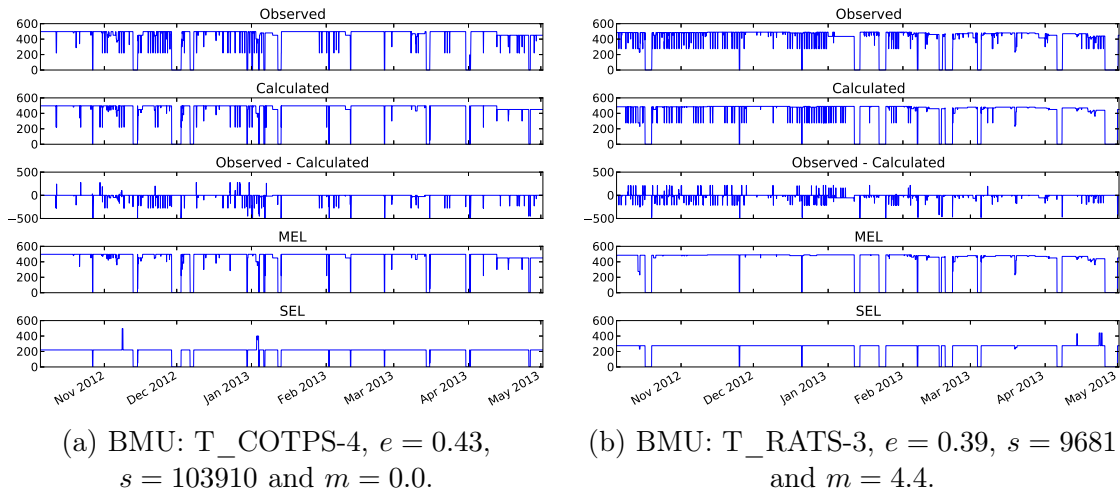 Observed
600
400
200
0
Calculated
600
400
200
0
Observed - Calculated
500
0
−500
MEL
600
400
200
0
SEL
600
400
200
0
Nov 2012
Dec 2012
Jan 2013
Feb 2013
Mar 2013
Apr 2013
May 2013
(a) BMU: T_COTPS-4, e = 0.43,
s = 103910 and m = 0.0.
Observed
600
400
200
0
Calculated
600
400
200
0
Observed - Calculated
500
0
−500
MEL
600
400
200
0
SEL
600
400
200
0
Nov 2012
Dec 2012
Jan 2013
Feb 2013
Mar 2013
Apr 2013
May 2013
(b) BMU: T_RATS-3, e = 0.39, s = 9681
and m = 4.4.